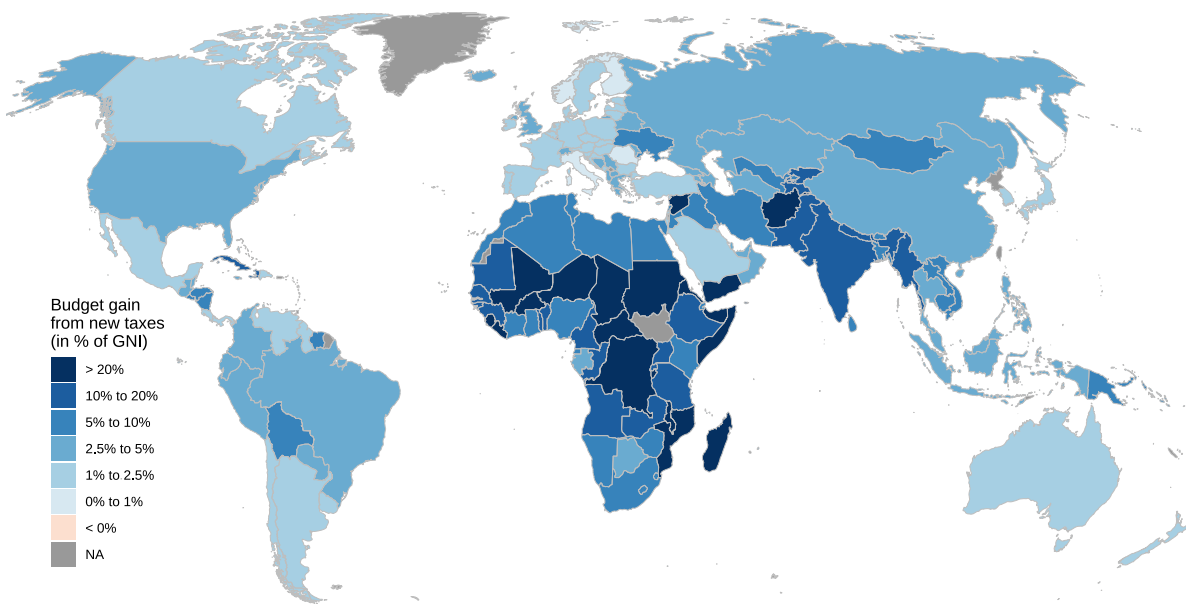 Budget gain
from new taxes
(in % of GNI)
> 20%
10% to 20%
5% to 10%
2.5% to 5%
1% to 2.5%
0% to 1%
< 0%
NA